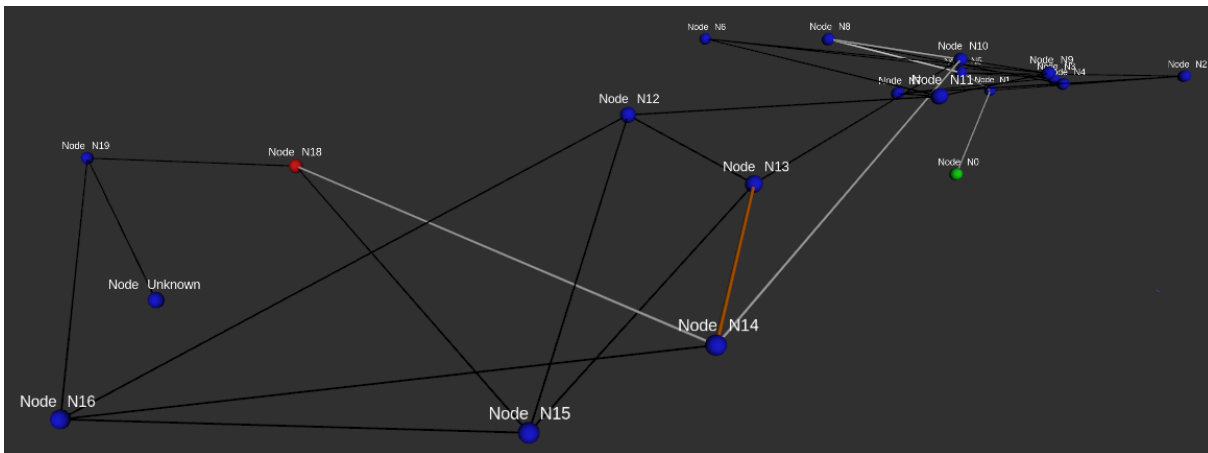 Node N6
Node N8
Node N10
Node N9
Node N2
Node N3
Node N4
Node N11
Node N1
Node N12
Node N19
Node N18
Node N13
Node N0
Node Unknown
Node N14
Node N16
Node N15